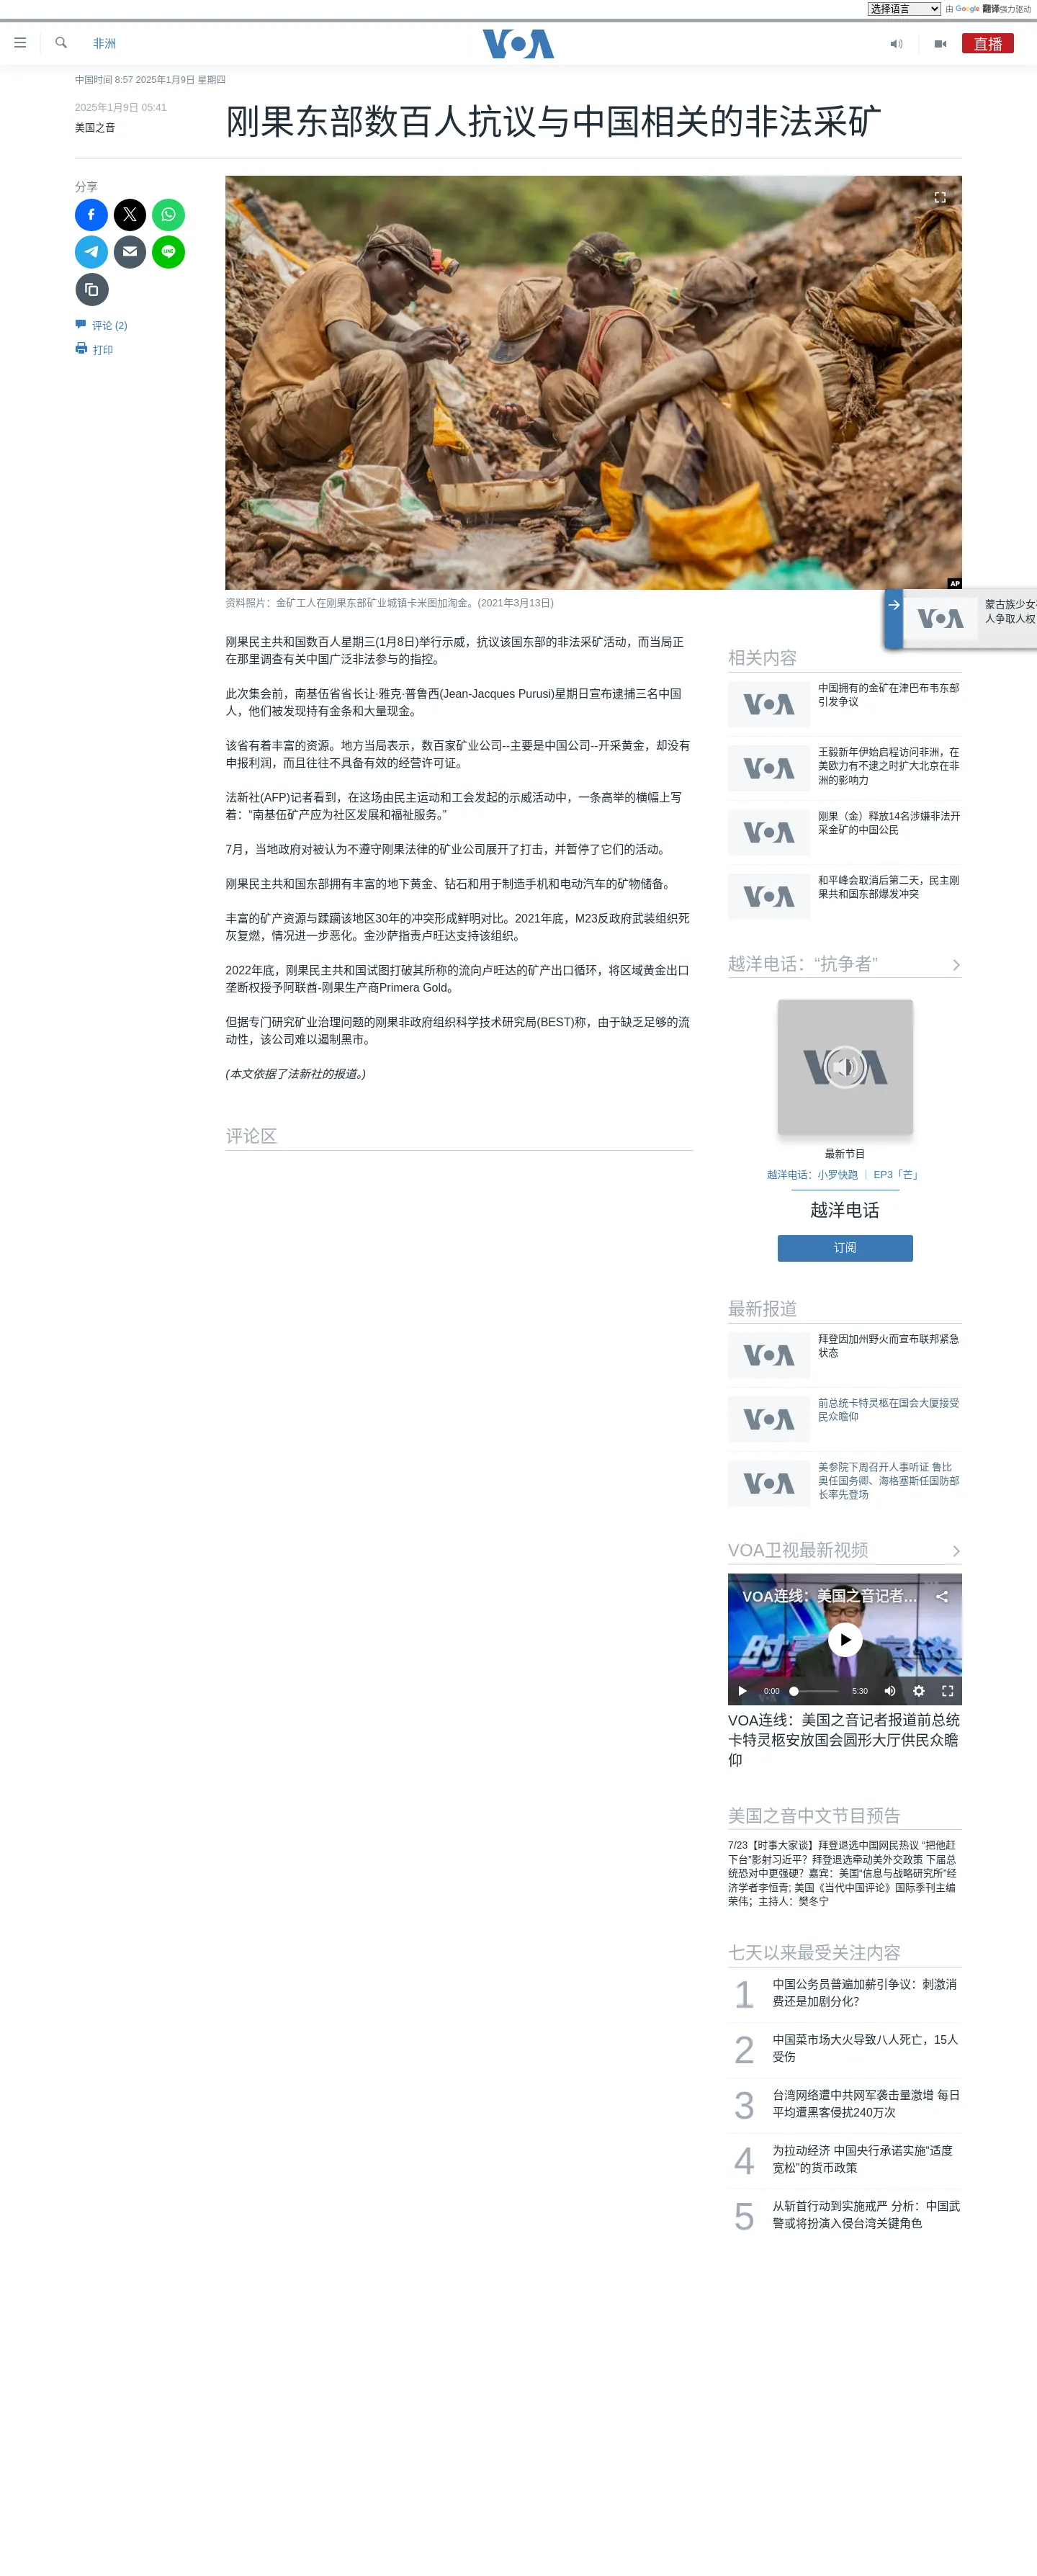 选择语言
由 Google 翻译强力驱动
非洲
VOA
直播
中国时间 8:57 2025年1月9日 星期四
2025年1月9日 05:41
美国之音
刚果东部数百人抗议与中国相关的非法采矿
分享
评论 (2)
打印
AP
资料照片：金矿工人在刚果东部矿业城镇卡米图加淘金。(2021年3月13日)
刚果民主共和国数百人星期三(1月8日)举行示威，抗议该国东部的非法采矿活动，而当局正
在那里调查有关中国广泛非法参与的指控。
此次集会前，南基伍省省长让·雅克·普鲁西(Jean-Jacques Purusi)星期日宣布逮捕三名中国
人，他们被发现持有金条和大量现金。
该省有着丰富的资源。地方当局表示，数百家矿业公司--主要是中国公司--开采黄金，却没有
申报利润，而且往往不具备有效的经营许可证。
法新社(AFP)记者看到，在这场由民主运动和工会发起的示威活动中，一条高举的横幅上写
着：“南基伍矿产应为社区发展和福祉服务。”
7月，当地政府对被认为不遵守刚果法律的矿业公司展开了打击，并暂停了它们的活动。
刚果民主共和国东部拥有丰富的地下黄金、钻石和用于制造手机和电动汽车的矿物储备。
丰富的矿产资源与蹂躏该地区30年的冲突形成鲜明对比。2021年底，M23反政府武装组织死
灰复燃，情况进一步恶化。金沙萨指责卢旺达支持该组织。
2022年底，刚果民主共和国试图打破其所称的流向卢旺达的矿产出口循环，将区域黄金出口
垄断权授予阿联酋-刚果生产商Primera Gold。
但据专门研究矿业治理问题的刚果非政府组织科学技术研究局(BEST)称，由于缺乏足够的流
动性，该公司难以遏制黑市。
(本文依据了法新社的报道。)
评论区
VOA
蒙古族少女
人争取人权
相关内容
VOA
中国拥有的金矿在津巴布韦东部
引发争议
VOA
王毅新年伊始启程访问非洲，在
美欧力有不逮之时扩大北京在非
洲的影响力
VOA
刚果（金）释放14名涉嫌非法开
采金矿的中国公民
VOA
和平峰会取消后第二天，民主刚
果共和国东部爆发冲突
越洋电话：“抗争者”
VOA
最新节目
越洋电话：小罗快跑 ｜ EP3「芒」
越洋电话
订阅
最新报道
VOA
拜登因加州野火而宣布联邦紧急
状态
VOA
前总统卡特灵柩在国会大厦接受
民众瞻仰
VOA
美参院下周召开人事听证 鲁比
奥任国务卿、海格塞斯任国防部
长率先登场
VOA卫视最新视频
VOA连线：美国之音记者...
0:00
5:30
VOA连线：美国之音记者报道前总统
卡特灵柩安放国会圆形大厅供民众瞻
仰
美国之音中文节目预告
7/23【时事大家谈】拜登退选中国网民热议 “把他赶
下台”影射习近平？拜登退选牵动美外交政策 下届总
统恐对中更强硬？嘉宾：美国“信息与战略研究所”经
济学者李恒青; 美国《当代中国评论》国际季刊主编
荣伟；主持人：樊冬宁
七天以来最受关注内容
1
中国公务员普遍加薪引争议：刺激消
费还是加剧分化？
2
中国菜市场大火导致八人死亡，15人
受伤
3
台湾网络遭中共网军袭击量激增 每日
平均遭黑客侵扰240万次
4
为拉动经济 中国央行承诺实施“适度
宽松”的货币政策
5
从斩首行动到实施戒严 分析：中国武
警或将扮演入侵台湾关键角色